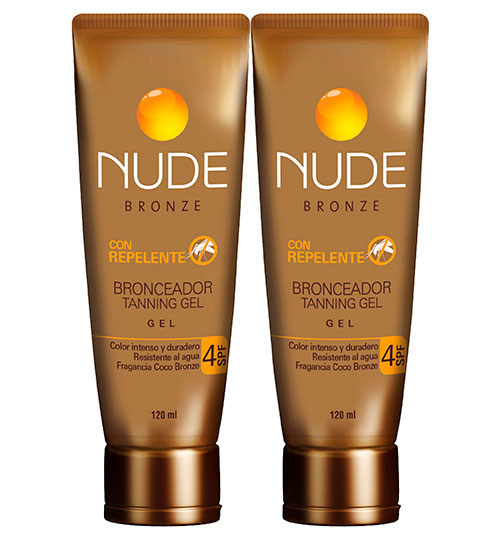 NUDE
BRONZE
CON
REPELENTE
BRONCEADOR
TANNING GEL
GEL
Color intenso y duradero
Resistente al agua
Fragancia Coco Bronze
4 SPF
120 ml
NUDE
BRONZE
CON
REPELENTE
BRONCEADOR
TANNING GEL
GEL
Color intenso y duradero
Resistente al agua
Fragancia Coco Bronze
4 SPF
120 ml